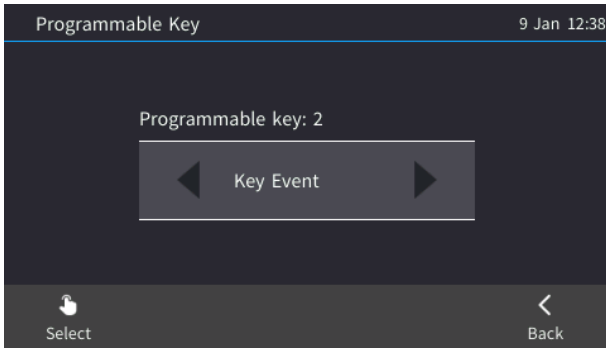 Programmable Key
9 Jan 12:38
Programmable key: 2
Key Event
Select
Back